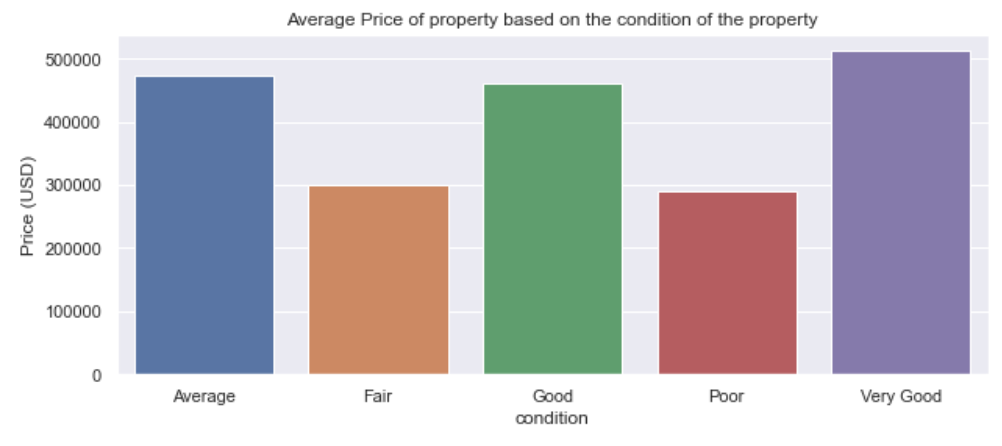 Average Price of property based on the condition of the property
Price (USD)
500000
400000
300000
200000
100000
0
Average Fair Good Poor Very Good
condition